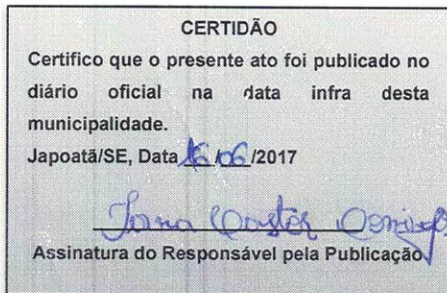 CERTIDÃO
Certifico que o presente ato foi publicado no
diário oficial na data infra desta
municipalidade.
Japoatã/SE, Data 16/06/2017
Assinatura do Responsável pela Publicação